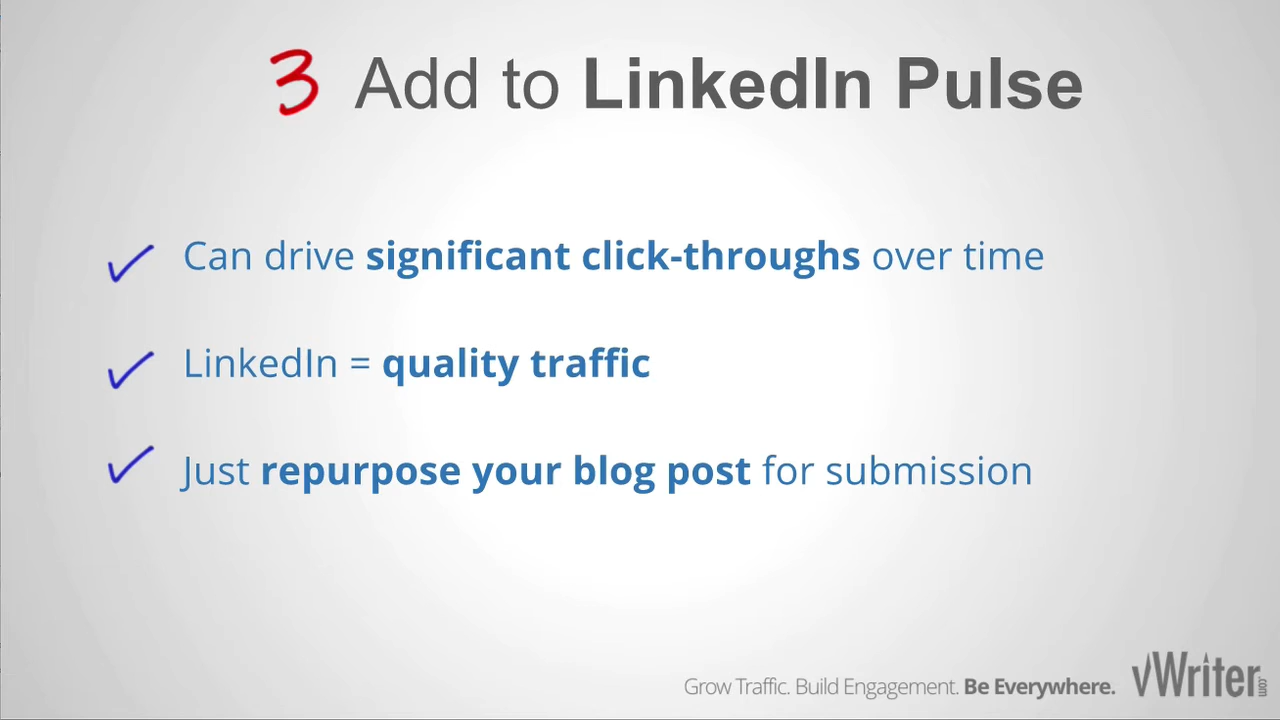 3 Add to LinkedIn Pulse
Can drive significant click-throughs over time
LinkedIn = quality traffic
Just repurpose your blog post for submission
Grow Traffic. Build Engagement. Be Everywhere. vWriter.com